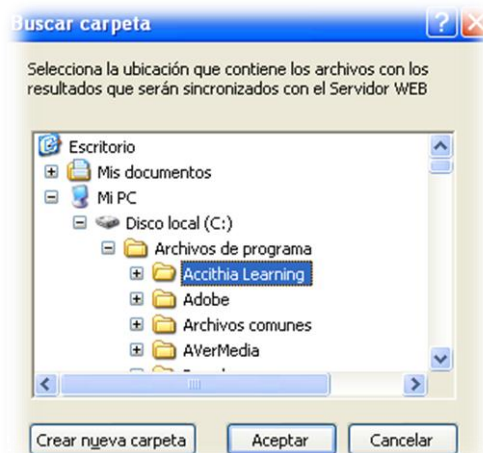 Buscar carpeta
Selecciona la ubicación que contiene los archivos con los
resultados que serán sincronizados con el Servidor WEB
Escritorio
Mis documentos
Mi PC
Disco local (C:)
Archivos de programa
Accithia Learning
Adobe
Archivos comunes
AVerMedia
Crear nueva carpeta
Aceptar
Cancelar